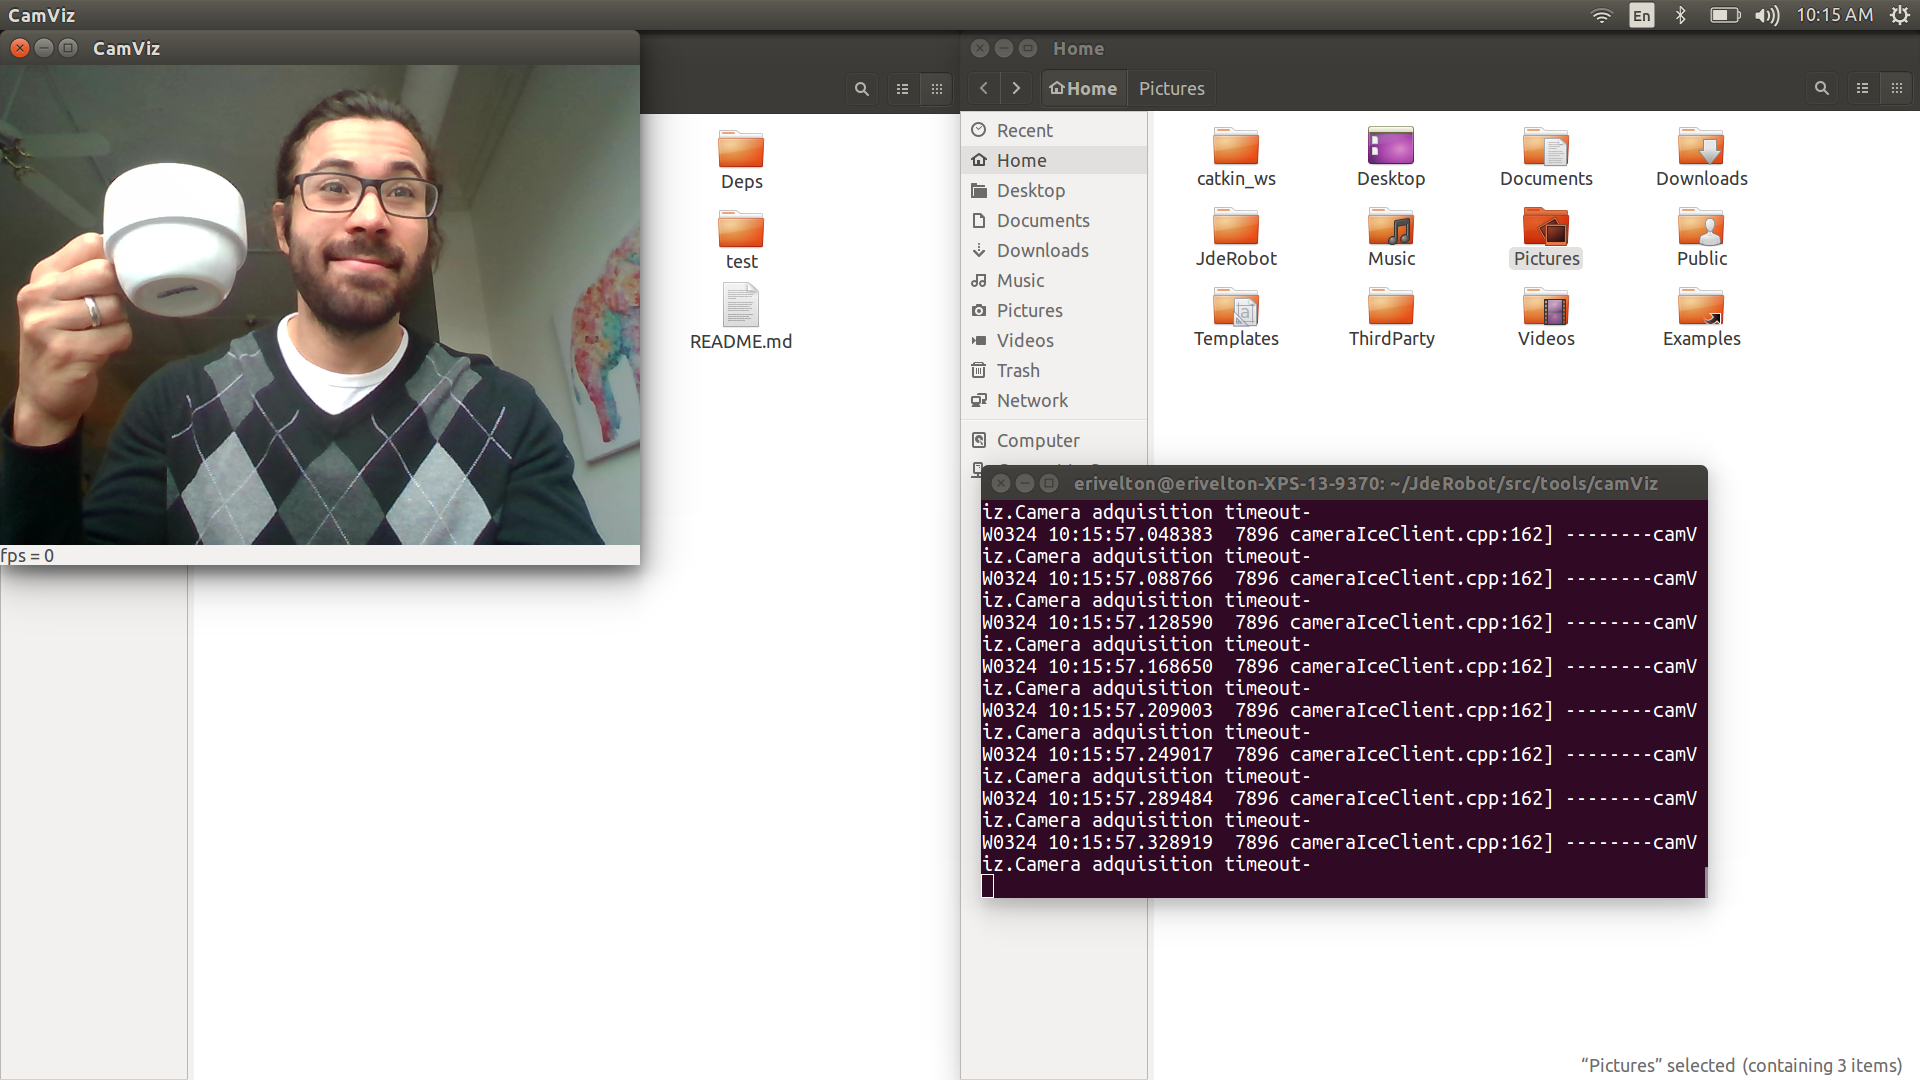 CamViz
En
10:15 AM
CamViz
fps = 0
Deps
test
README.md
Home
Home
Pictures
Recent
Home
Desktop
Documents
Downloads
Music
Pictures
Videos
Trash
Network
Computer
catkin_ws
Desktop
Documents
Downloads
JdeRobot
Music
Pictures
Public
Templates
ThirdParty
Videos
Examples
erivelton@erivelton-XPS-13-9370: ~/JdeRobot/src/tools/camViz
iz.Camera adquisition timeout-
W0324 10:15:57.048383  7896 cameraIceClient.cpp:162] --------camV
iz.Camera adquisition timeout-
W0324 10:15:57.088766  7896 cameraIceClient.cpp:162] --------camV
iz.Camera adquisition timeout-
W0324 10:15:57.128590  7896 cameraIceClient.cpp:162] --------camV
iz.Camera adquisition timeout-
W0324 10:15:57.168650  7896 cameraIceClient.cpp:162] --------camV
iz.Camera adquisition timeout-
W0324 10:15:57.209003  7896 cameraIceClient.cpp:162] --------camV
iz.Camera adquisition timeout-
W0324 10:15:57.249017  7896 cameraIceClient.cpp:162] --------camV
iz.Camera adquisition timeout-
W0324 10:15:57.289484  7896 cameraIceClient.cpp:162] --------camV
iz.Camera adquisition timeout-
W0324 10:15:57.328919  7896 cameraIceClient.cpp:162] --------camV
iz.Camera adquisition timeout-
“Pictures” selected (containing 3 items)